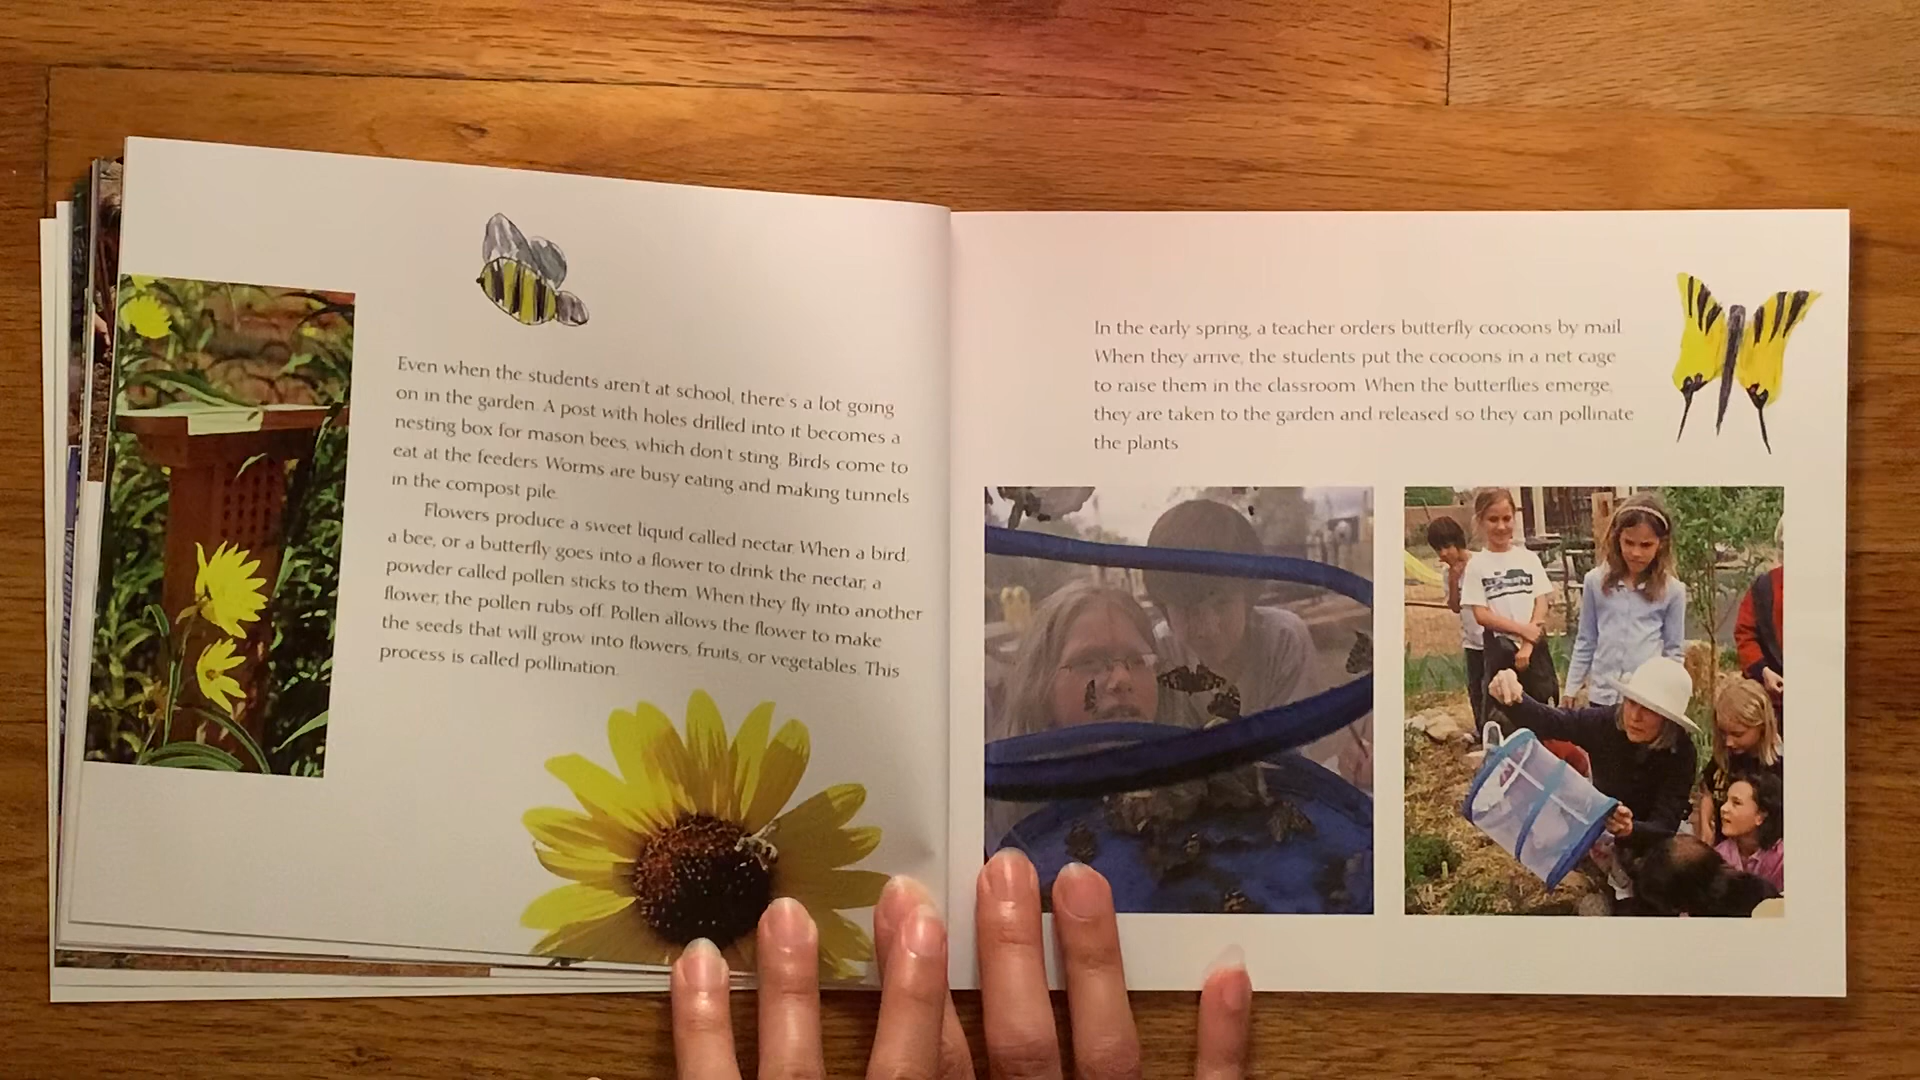 Even when the students aren't at school, there's a lot going
on in the garden. A post with holes drilled into it becomes a
nesting box for mason bees, which don't sting. Birds come to
eat at the feeders. Worms are busy eating and making tunnels
in the compost pile.
Flowers produce a sweet liquid called nectar. When a bird,
a bee, or a butterfly goes into a flower to drink the nectar, a
powder called pollen sticks to them. When they fly into another
flower, the pollen rubs off. Pollen allows the flower to make
the seeds that will grow into flowers, fruits, or vegetables. This
process is called pollination.
In the early spring, a teacher orders butterfly cocoons by mail.
When they arrive, the students put the cocoons in a net cage
to raise them in the classroom. When the butterflies emerge,
they are taken to the garden and released so they can pollinate
the plants.